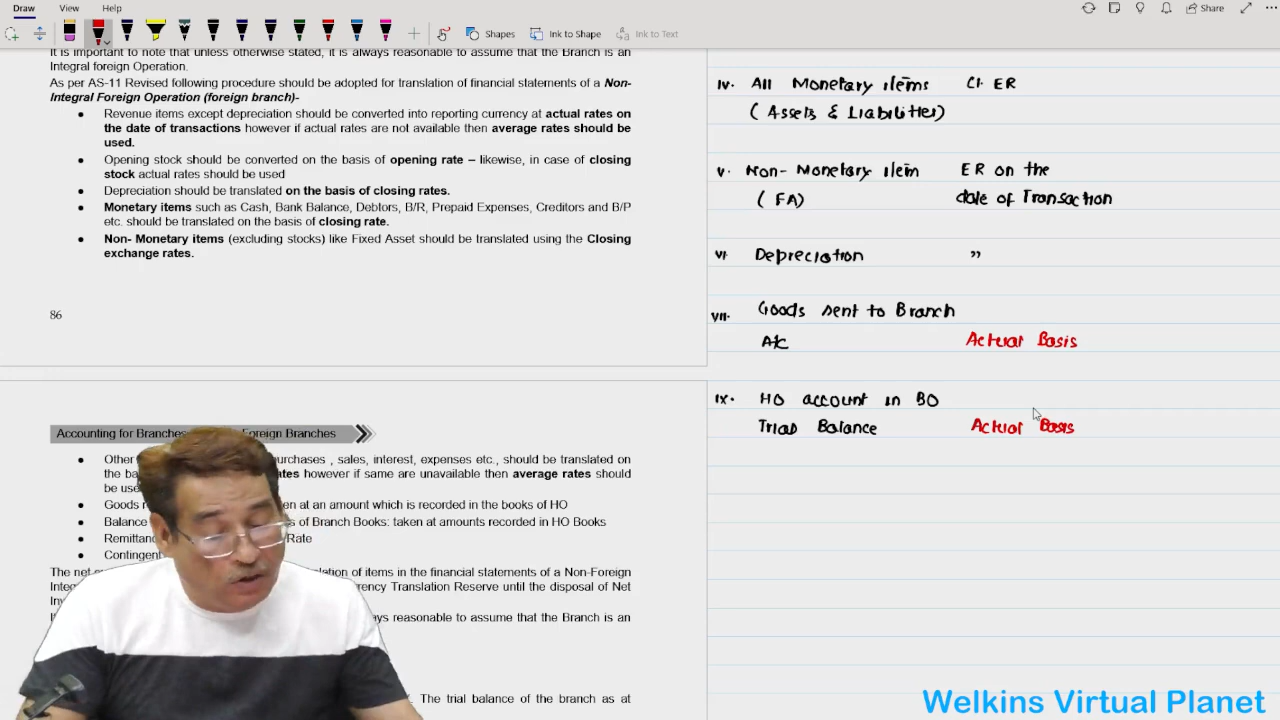 Draw View Help
Share
Shapes Ink to Shape Ink to Text
It is important to note that unless otherwise stated, it is always reasonable to assume that the Branch is an
Integral foreign Operation.
As per AS-11 Revised following procedure should be adopted for translation of financial statements of a Non-
Integral Foreign Operation (foreign branch)-
Revenue items except depreciation should be converted into reporting currency at actual rates on
the date of transactions however if actual rates are not available then average rates should be
used.
Opening stock should be converted on the basis of opening rate – likewise, in case of closing
stock actual rates should be used
Depreciation should be translated on the basis of closing rates.
Monetary items such as Cash, Bank Balance, Debtors, B/R, Prepaid Expenses, Creditors and B/P
etc. should be translated on the basis of closing rate.
Non- Monetary items (excluding stocks) like Fixed Asset should be translated using the Closing
exchange rates.
86
Accounting for Branches Foreign Branches
Other purchases , sales, interest, expenses etc., should be translated on
the ba ates however if same are unavailable then average rates should
be use
Goods r en at an amount which is recorded in the books of HO
Balance s of Branch Books: taken at amounts recorded in HO Books
Remittanc Rate
Contingent
The net e lation of items in the financial statements of a Non-Foreign
Integ rrency Translation Reserve until the disposal of Net
Inv
ays reasonable to assume that the Branch is an
The trial balance of the branch as at
iv. All Monetary items Cl. ER
(Assets & Liabilities)
v. Non- Monetary item ER on the
(FA) date of Transaction
vi. Depreciation "
vii. Goods sent to Branch
A/c Actual Basis
ix. HO account in BO
Trial Balance Actual Basis
Welkins Virtual Planet